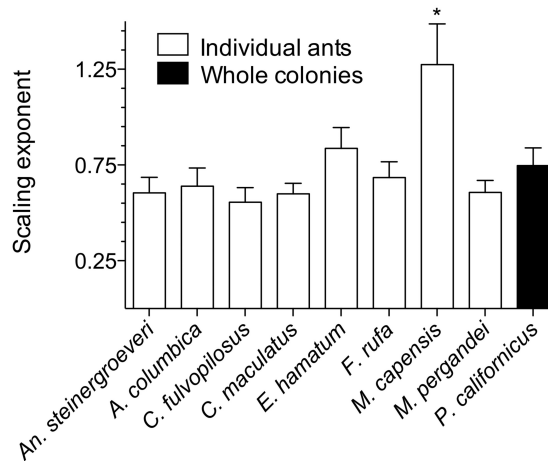 *
Individual ants
Whole colonies
Scaling exponent
1.25
0.75
0.25
An. steinergroeveri
A. columbica
C. fulvopilosus
C. maculatus
E. hamatum
F. rufa
M. capensis
M. pergandei
P. californicus